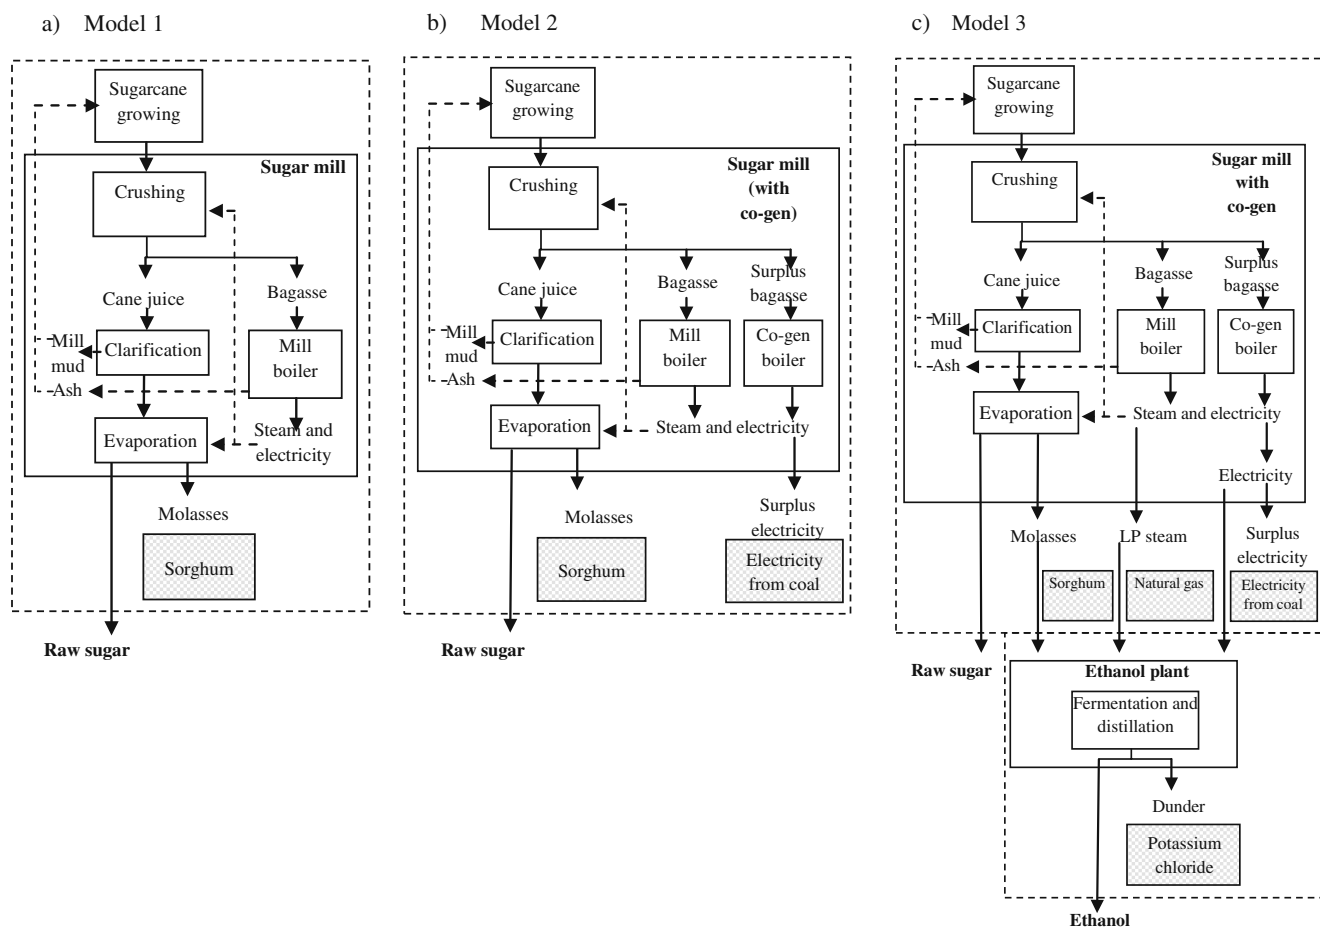 a) Model 1
Sugarcane
growing
Sugar mill
Crushing
Cane juice
Bagasse
Mill
mud
Clarification
Mill
boiler
Ash
Evaporation
Steam and
electricity
Molasses
Sorghum
Raw sugar
b) Model 2
Sugarcane
growing
Sugar mill
(with
co-gen)
Crushing
Cane juice
Bagasse
Surplus
bagasse
Mill
mud
Clarification
Mill
boiler
Co-gen
boiler
Ash
Evaporation
Steam and electricity
Molasses
Surplus
electricity
Sorghum
Electricity
from coal
Raw sugar
c) Model 3
Sugarcane
growing
Sugar mill
with
co-gen
Crushing
Cane juice
Bagasse
Surplus
bagasse
Mill
mud
Clarification
Mill
boiler
Co-gen
boiler
Ash
Evaporation
Steam and electricity
Electricity
Molasses
LP steam
Surplus
electricity
Sorghum
Natural gas
Electricity
from coal
Raw sugar
Ethanol plant
Fermentation and
distillation
Dunder
Potassium
chloride
Ethanol